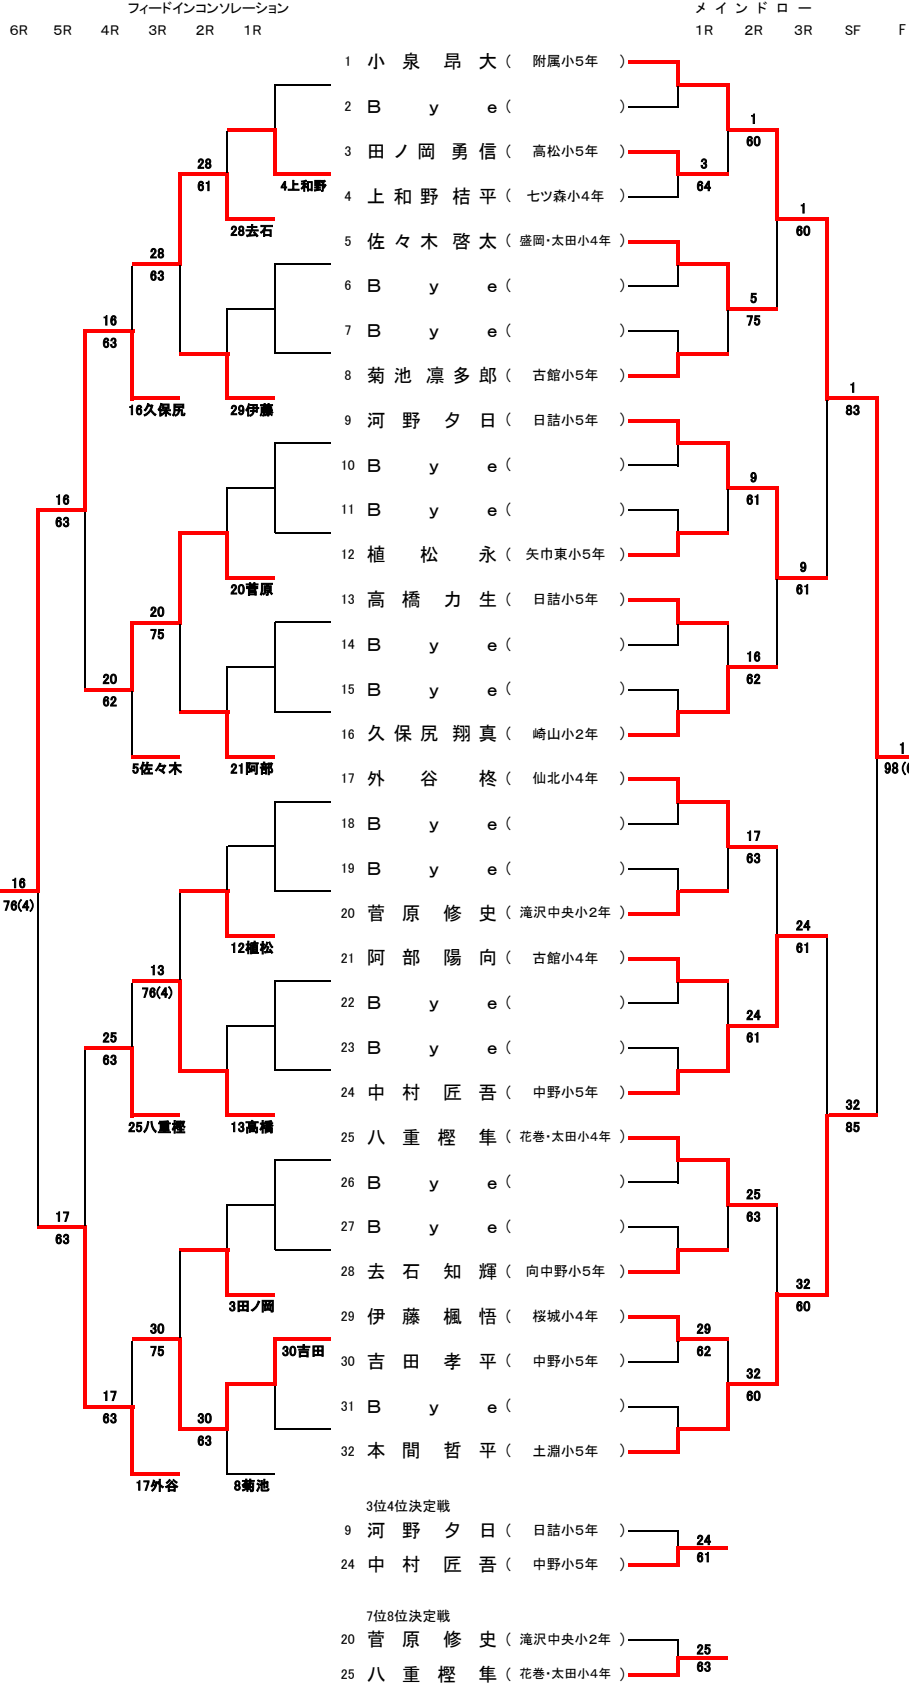 フィードインコンソレーション メインドロー
6R 5R 4R 3R 2R 1R 1R 2R 3R SF F
1 小泉昂大 ( 附属小5年 )
2 Bye ( )
1
60
3 田ノ岡勇信 ( 高松小5年 )
28
61
3
64
4上和野
4 上和野桔平 ( 七ツ森小4年 )
1
60
28去石
5 佐々木啓太 ( 盛岡・太田小4年 )
28
63
6 Bye ( )
5
75
7 Bye ( )
16
63
8 菊池凛多郎 ( 古館小5年 )
1
83
16久保尻 29伊藤
9 河野夕日 ( 日詰小5年 )
10 Bye ( )
9
61
16
63
11 Bye ( )
12 植松永 ( 矢巾東小5年 )
9
61
20菅原
13 高橋力生 ( 日詰小5年 )
20
75
14 Bye ( )
16
62
20
62
15 Bye ( )
16 久保尻翔真 ( 崎山小2年 )
1
98(6
5佐々木 21阿部
17 外谷柊 ( 仙北小4年 )
18 Bye ( )
17
63
19 Bye ( )
16
76(4)
20 菅原修史 ( 滝沢中央小2年 )
24
61
12植松
21 阿部陽向 ( 古館小4年 )
13
76(4)
22 Bye ( )
24
61
25
63
23 Bye ( )
24 中村匠吾 ( 中野小5年 )
32
85
25八重樫 13高橋
25 八重樫隼 ( 花巻・太田小4年 )
26 Bye ( )
25
63
17
63
27 Bye ( )
28 去石知輝 ( 向中野小5年 )
32
60
3田ノ岡
29 伊藤楓悟 ( 桜城小4年 )
30
75
29
62
30吉田
30 吉田孝平 ( 中野小5年 )
32
60
17
63
31 Bye ( )
30
63
32 本間哲平 ( 土淵小5年 )
17外谷 8菊池
3位4位決定戦
9 河野夕日 ( 日詰小5年 )
24
61
24 中村匠吾 ( 中野小5年 )
7位8位決定戦
20 菅原修史 ( 滝沢中央小2年 )
25
63
25 八重樫隼 ( 花巻・太田小4年 )